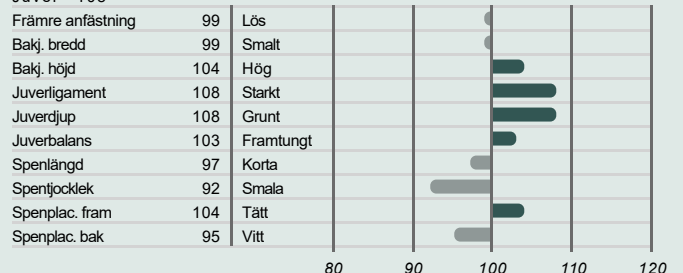 Främre anfästning 99 Lös
Bakj. bredd 99 Smalt
Bakj. höjd 104 Hög
Juverligament 108 Starkt
Juverdjup 108 Grunt
Juverbalans 103 Framtungt
Spenlängd 97 Korta
Spentjocklek 92 Smala
Spenplac. fram 104 Tätt
Spenplac. bak 95 Vitt
80 90 100 110 120